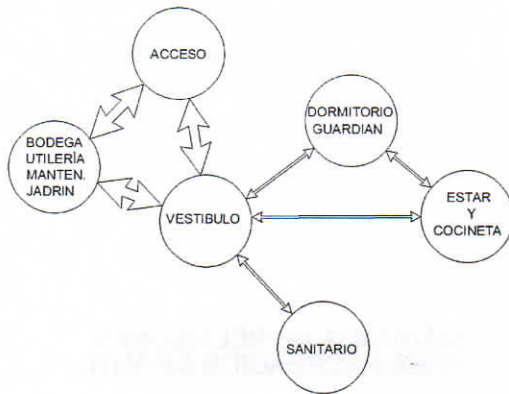 ACCESO
DORMITORIO
GUARDIAN
BODEGA
UTILERÍA
MANTEN.
JADRIN
VESTIBULO
ESTAR
Y
COCINETA
SANITARIO